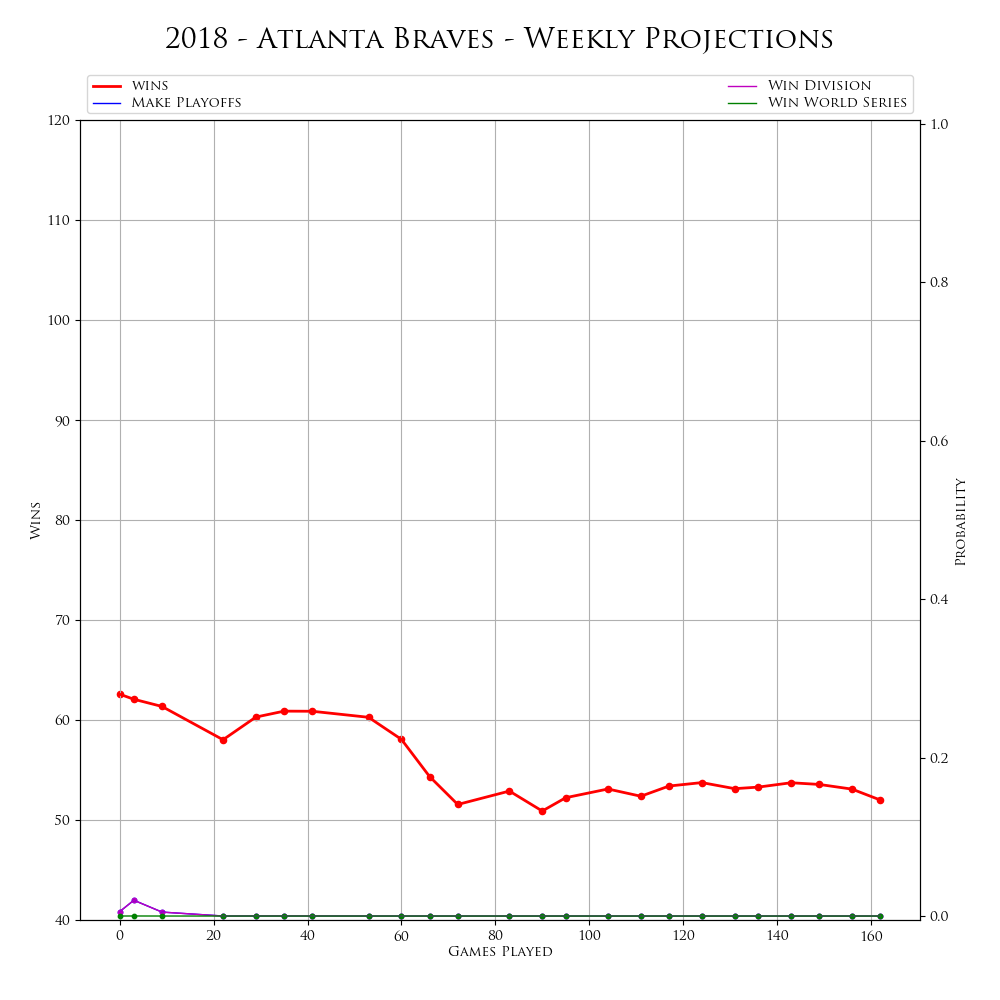 2018 - Atlanta Braves - Weekly Projections
wins
Make Playoffs
Win Division
Win World Series
120
110
100
90
80
70
60
50
40
Wins
1.0
0.8
0.6
0.4
0.2
0.0
Probability
0 20 40 60 80 100 120 140 160
Games Played